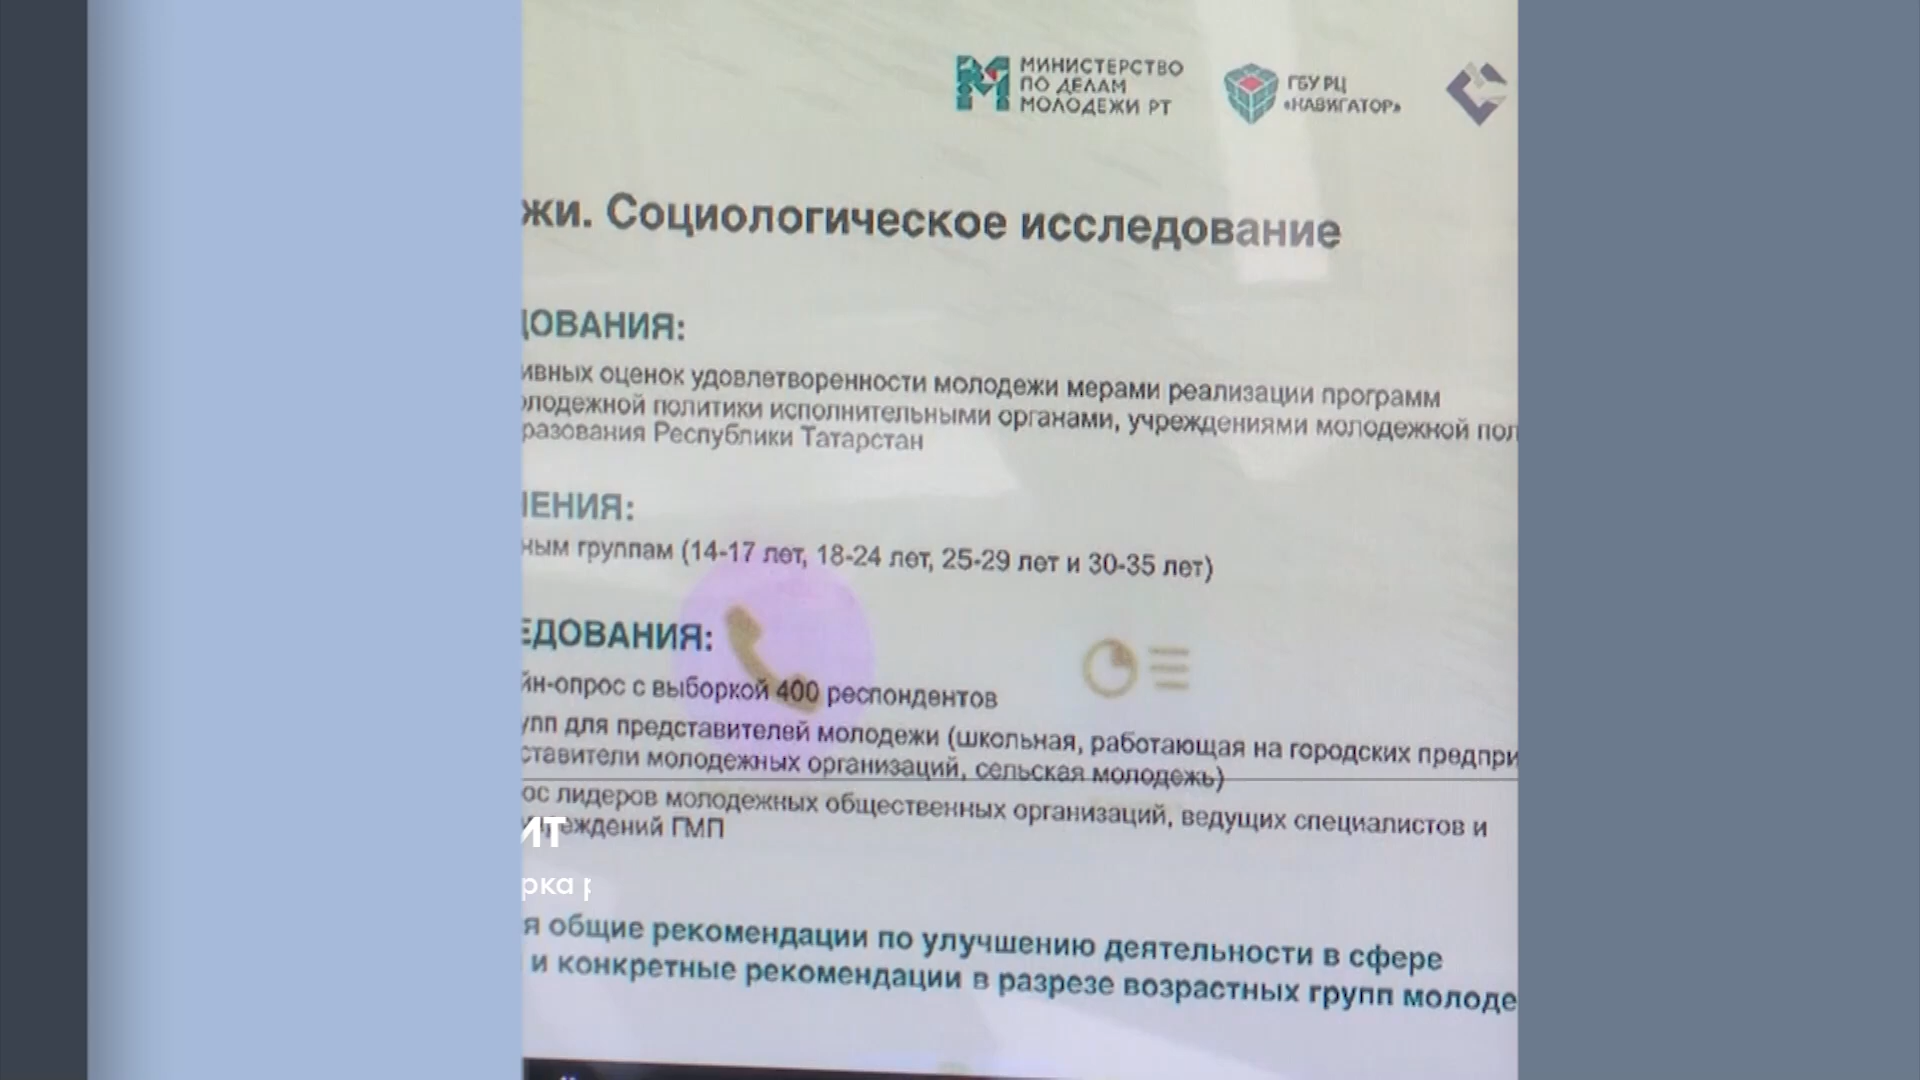 МИНИСТЕРСТВО
ПО ДЕЛАМ
МОЛОДЕЖИ РТ
ГБУ РЦ
«НАВИГАТОР»
жи. Социологическое исследование
ДОВАНИЯ:
ивных оценок удовлетворенности молодежи мерами реализации программ
олодежной политики исполнительными органами, учреждениями молодежной пол
разования Республики Татарстан
НЕНИЯ:
ным группам (14-17 лет, 18-24 лет, 25-29 лет и 30-35 лет)
ЕДОВАНИЯ:
йн-опрос с выборкой 400 респондентов
упп для представителей молодежи (школьная, работающая на городских предпри
ставители молодежных организаций, сельская молодежь)
ос лидеров молодежных общественных организаций, ведущих специалистов и
еждений ГМП
ИТ
рка р
я общие рекомендации по улучшению деятельности в сфере
и конкретные рекомендации в разрезе возрастных групп молоде